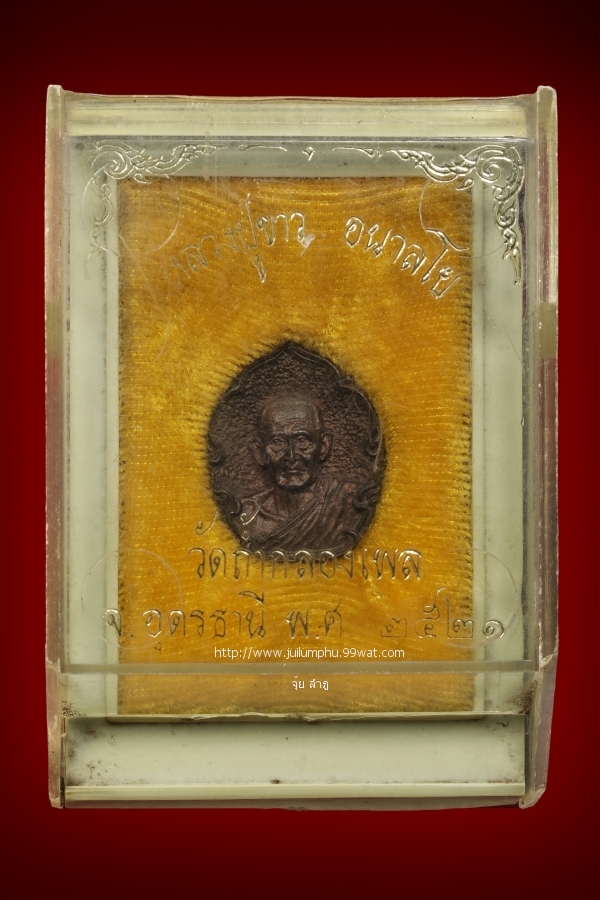 หลวงปู่ขาว อนาลโย
วัดถ้ำกลองเพล
จ.อุดรธานี พ.ศ ๒๕๒๑
http://www.juilumphu.99wat.com
จุ้ย ลำภู